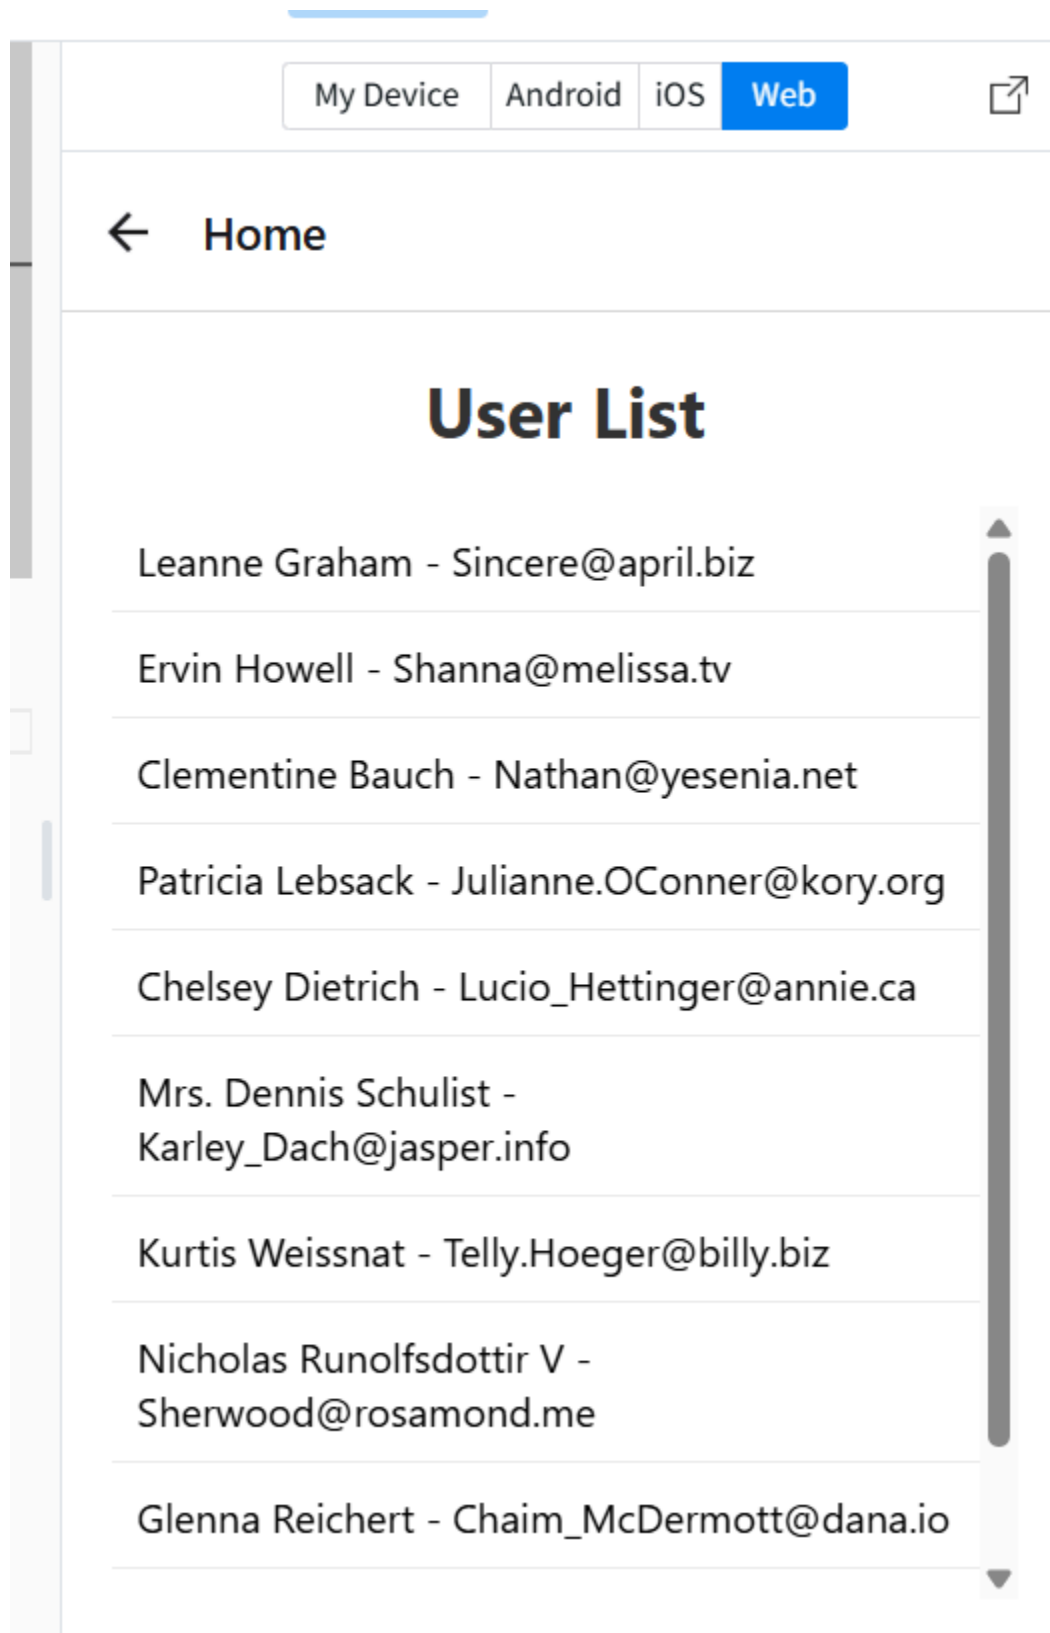 My Device Android iOS Web
Home
User List
Leanne Graham - Sincere@april.biz
Ervin Howell - Shanna@melissa.tv
Clementine Bauch - Nathan@yesenia.net
Patricia Lebsack - Julianne.OConner@kory.org
Chelsey Dietrich - Lucio_Hettinger@annie.ca
Mrs. Dennis Schulist -
Karley_Dach@jasper.info
Kurtis Weissnat - Telly.Hoeger@billy.biz
Nicholas Runolfsdottir V -
Sherwood@rosamond.me
Glenna Reichert - Chaim_McDermott@dana.io